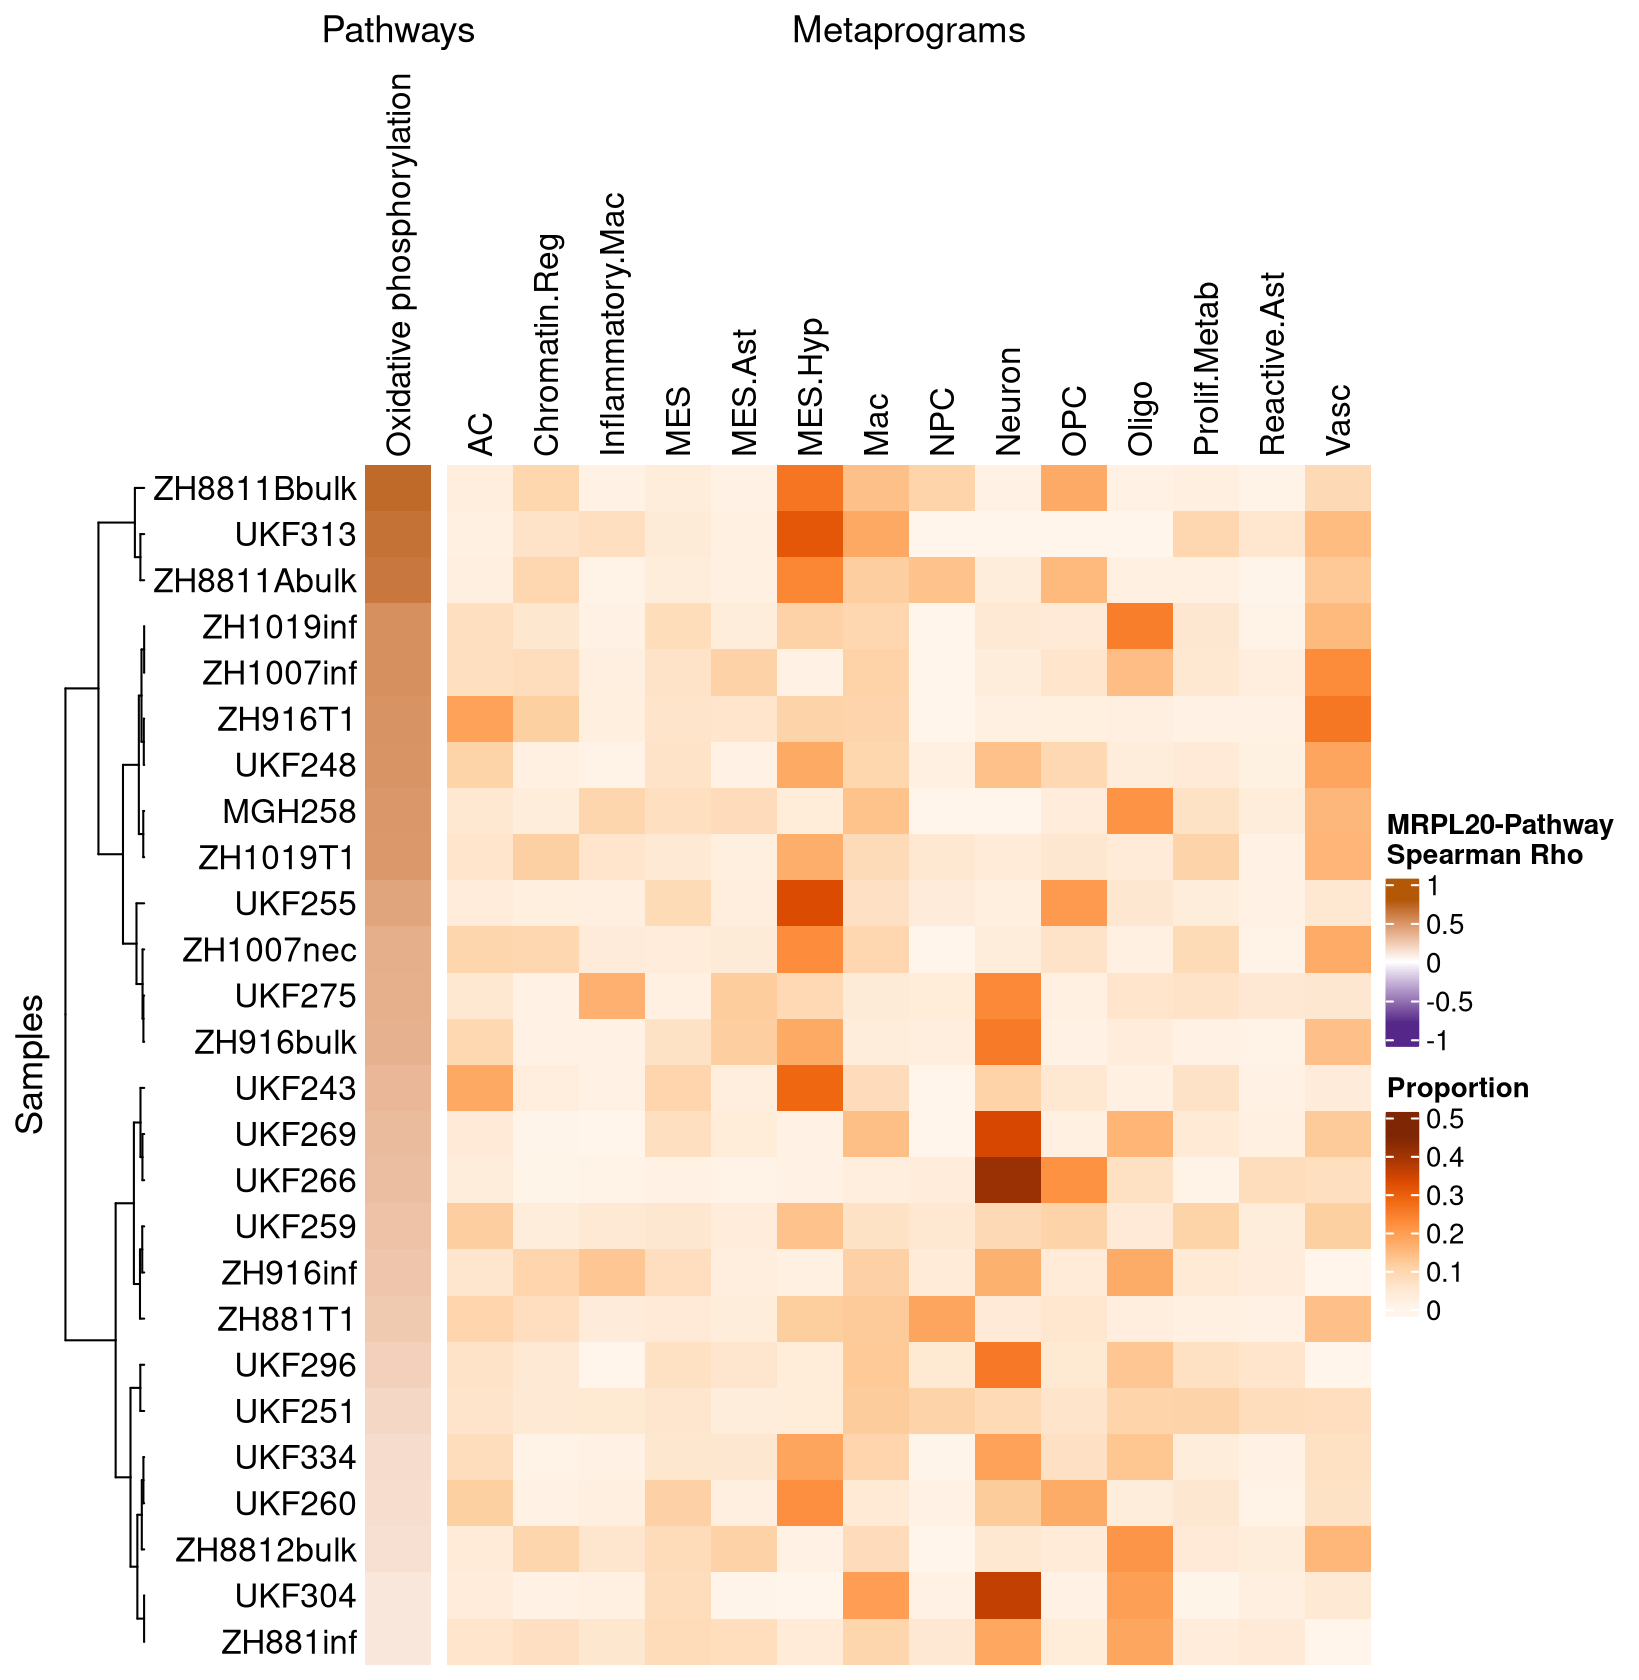 Pathways
Metaprograms
Oxidative phosphorylation
AC
Chromatin.Reg
Inflammatory.Mac
MES
MES.Ast
MES.Hyp
Mac
NPC
Neuron
OPC
Oligo
Prolif.Metab
Reactive.Ast
Vasc
Samples
ZH8811Bbulk
UKF313
ZH8811Abulk
ZH1019inf
ZH1007inf
ZH916T1
UKF248
MGH258
ZH1019T1
UKF255
ZH1007nec
UKF275
ZH916bulk
UKF243
UKF269
UKF266
UKF259
ZH916inf
ZH881T1
UKF296
UKF251
UKF334
UKF260
ZH8812bulk
UKF304
ZH881inf
MRPL20-Pathway
Spearman Rho
1
0.5
0
-0.5
-1
Proportion
0.5
0.4
0.3
0.2
0.1
0